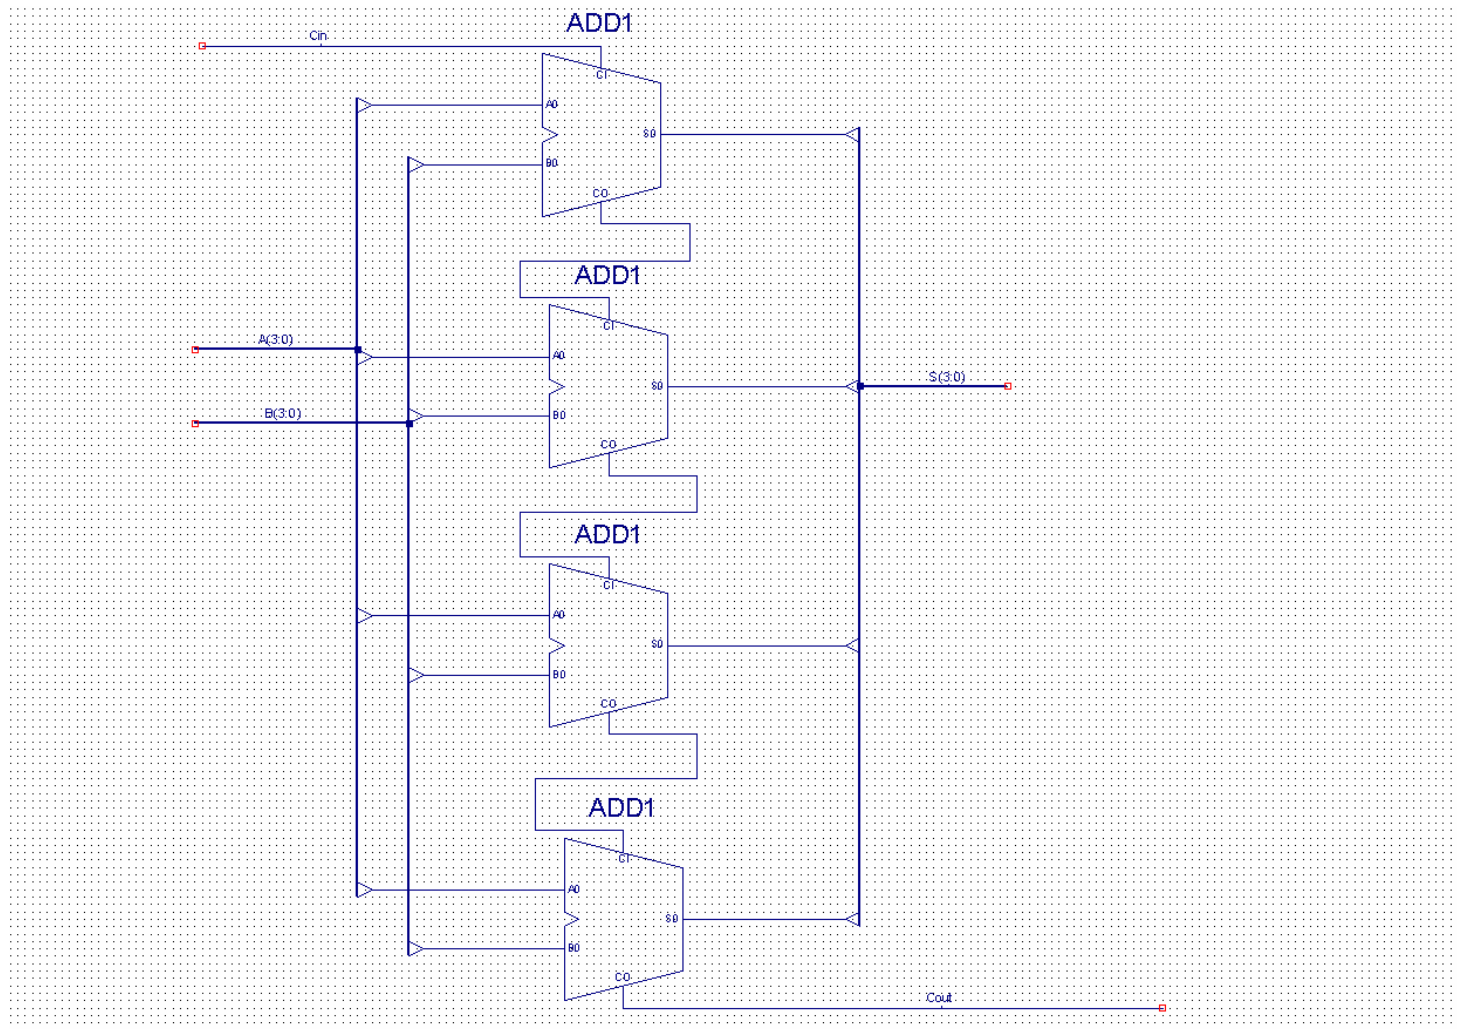 ADD1
Cin
CI
A0
S0
B0
CO
ADD1
CI
A(3:0)
A0
S(3:0)
S0
B(3:0)
B0
CO
ADD1
CI
A0
S0
B0
CO
ADD1
CI
A0
S0
B0
CO
Cout